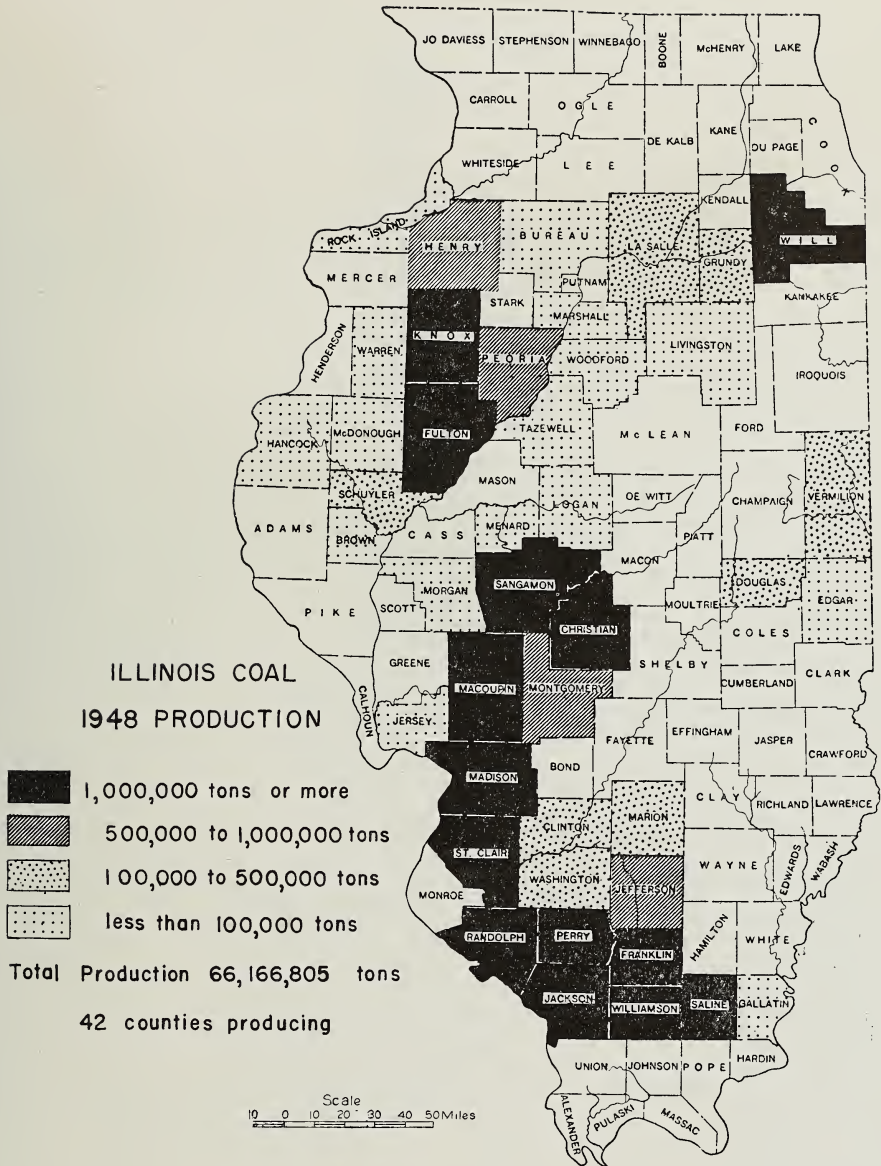 JO DAVIESS STEPHENSON WINNEBAGO BOONE McHENRY LAKE
CARROLL OGLE DE KALB KANE DU PAGE COOK
WHITESIDE LEE KENDALL WILL
ROCK ISLAND HENRY BUREAU LA SALLE GRUNDY
MERCER PUTNAM KANKAKEE
STARK MARSHALL
HENDERSON WARREN KNOX PEORIA WOODFORD LIVINGSTON IROQUOIS
HANCOCK McDONOUGH FULTON TAZEWELL McLEAN FORD
MASON
SCHUYLER LOGAN OE WITT CHAMPAIGN VERMILION
ADAMS BROWN CASS MENARD PIATT
MACON
SANGAMON DOUGLAS
PIKE SCOTT MORGAN MOULTRIE EDGAR
CHRISTIAN COLES
GREENE SHELBY CLARK
CALHOUN MACOUPIN MONTGOMERY CUMBERLAND
JERSEY EFFINGHAM
FAYETTE JASPER CRAWFORD
MADISON BOND
CLAY RICHLAND LAWRENCE
CLINTON MARION
ST. CLAIR WAYNE EDWARDS WABASH
MONROE WASHINGTON JEFFERSON
RANDOLPH PERRY HAMILTON WHITE
FRANKLIN
JACKSON WILLIAMSON SALINE GALLATIN
UNION JOHNSON POPE HARDIN
ALEXANDER PULASKI MASSAC
ILLINOIS COAL
1948 PRODUCTION
1,000,000 tons or more
500,000 to 1,000,000 tons
100,000 to 500,000 tons
less than 100,000 tons
Total Production 66,166,805 tons
42 counties producing
Scale
10 0 10 20 30 40 50 Miles